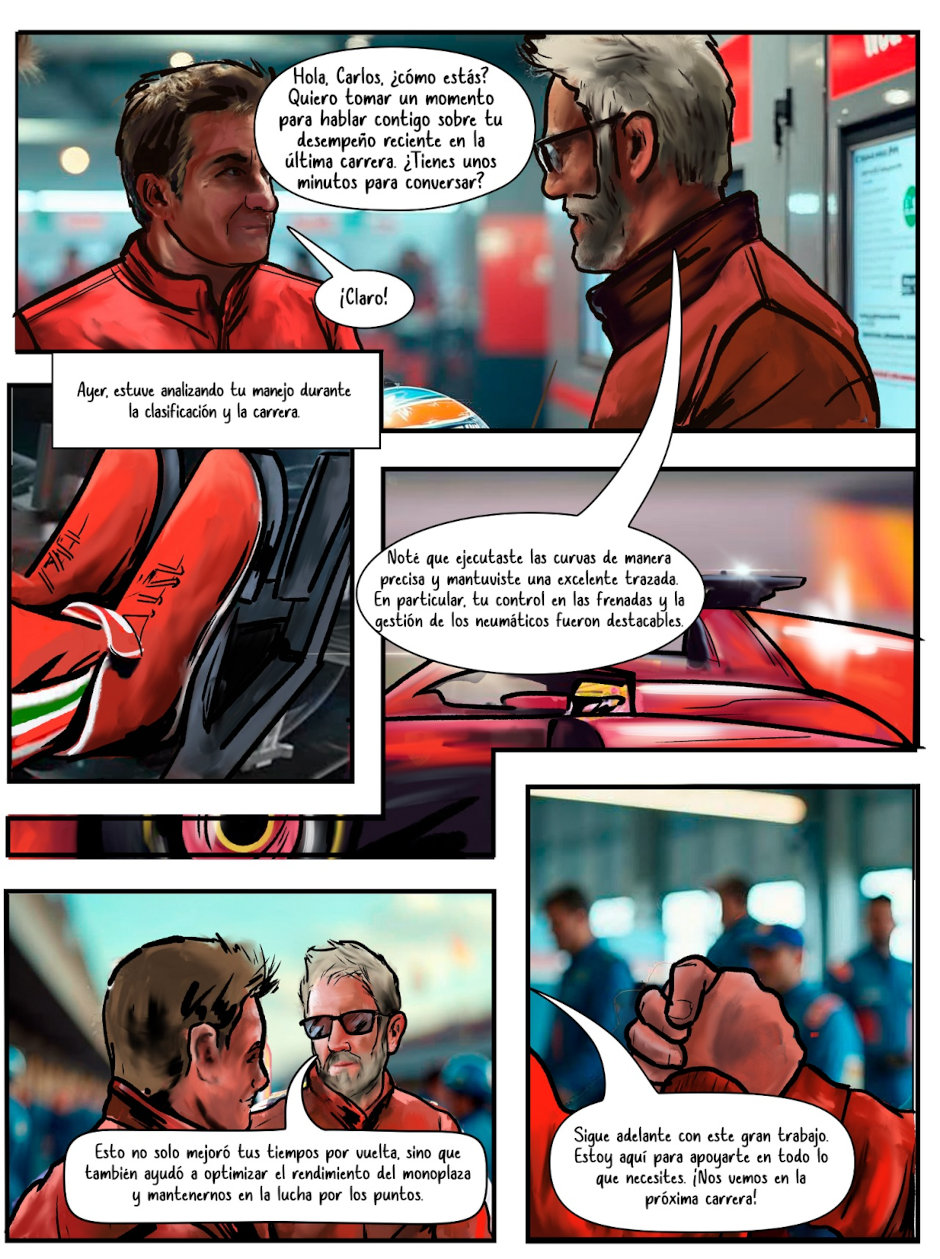 Hola, Carlos, ¿cómo estás?
Quiero tomar un momento
para hablar contigo sobre tu
desempeño reciente en la
última carrera. ¿Tienes unos
minutos para conversar?
¡Claro!
Ayer, estuve analizando tu manejo durante
la clasificación y la carrera.
Noté que ejecutaste las curvas de manera
precisa y mantuviste una excelente trazada.
En particular, tu control en las frenadas y la
gestión de los neumáticos fueron destacables.
Esto no solo mejoró tus tiempos por vuelta, sino que
también ayudó a optimizar el rendimiento del monoplaza
y mantenernos en la lucha por los puntos.
Sigue adelante con este gran trabajo.
Estoy aquí para apoyarte en todo lo
que necesites. ¡Nos vemos en la
próxima carrera!